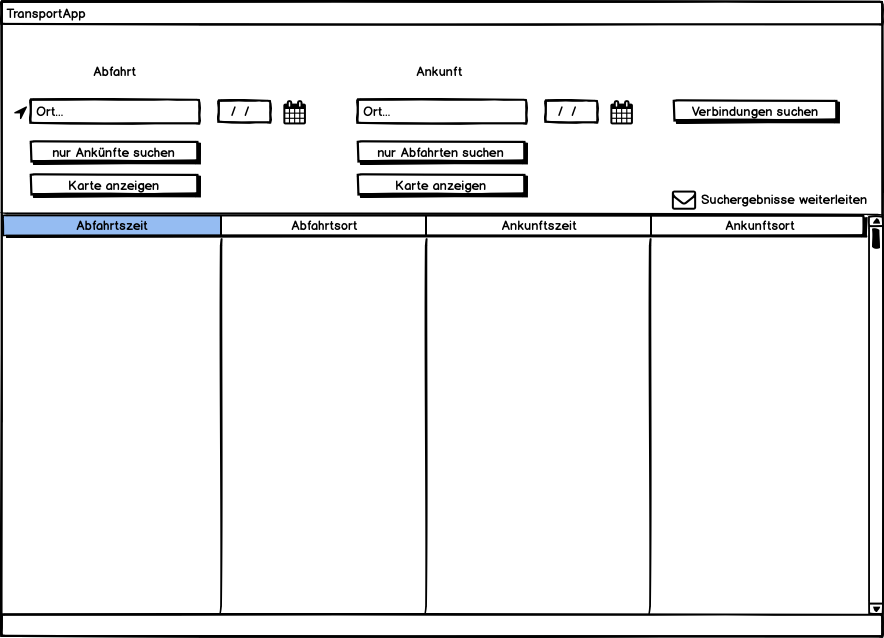 TransportApp
Abfahrt
Ankunft
Ort...
/ /
Ort...
/ /
Verbindungen suchen
nur Ankünfte suchen
nur Abfahrten suchen
Karte anzeigen
Karte anzeigen
Suchergebnisse weiterleiten
Abfahrtszeit
Abfahrtsort
Ankunftszeit
Ankunftsort